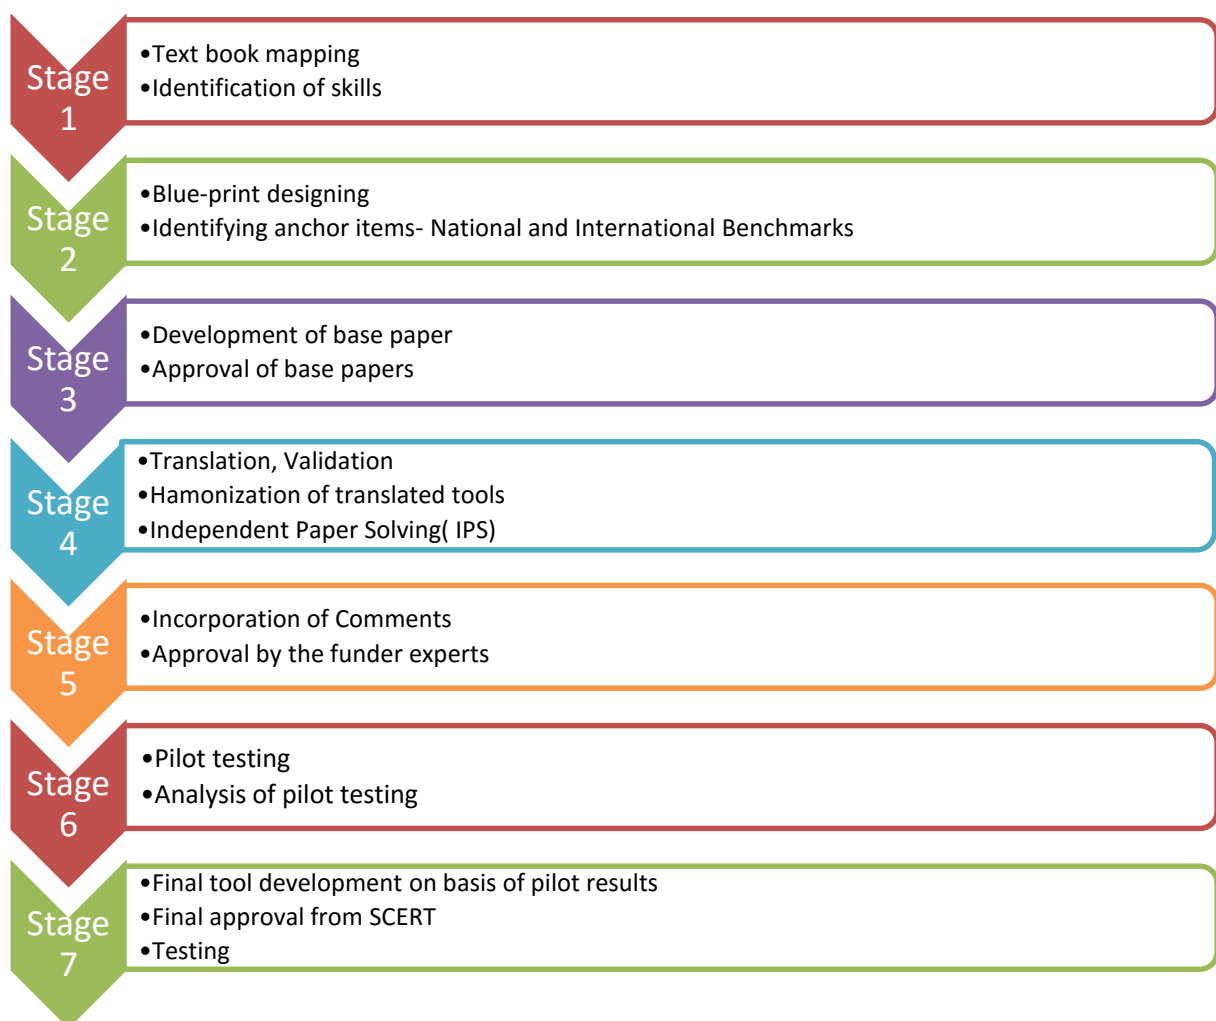 Stage
1
•Text book mapping
•Identification of skills
Stage
2
•Blue-print designing
•Identifying anchor items- National and International Benchmarks
Stage
3
•Development of base paper
•Approval of base papers
Stage
4
•Translation, Validation
•Hamonization of translated tools
•Independent Paper Solving( IPS)
Stage
5
•Incorporation of Comments
•Approval by the funder experts
Stage
6
•Pilot testing
•Analysis of pilot testing
Stage
7
•Final tool development on basis of pilot results
•Final approval from SCERT
•Testing